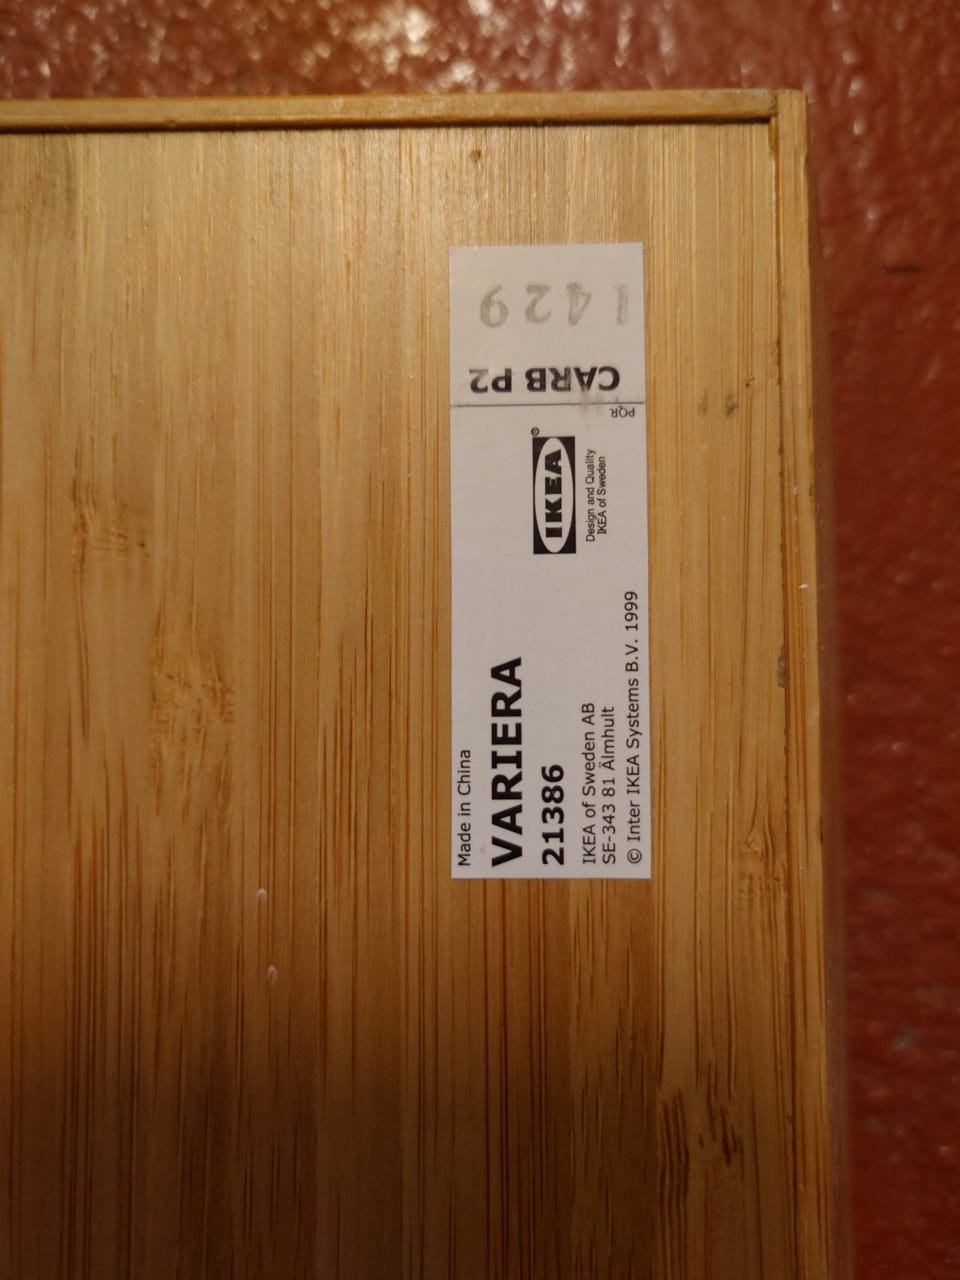 Made in China
VARIERA
21386
IKEA of Sweden AB
SE-343 81 Älmhult
© Inter IKEA Systems B.V. 1999
IKEA®
Design and Quality
IKEA of Sweden
PQR
CARB P2
1429